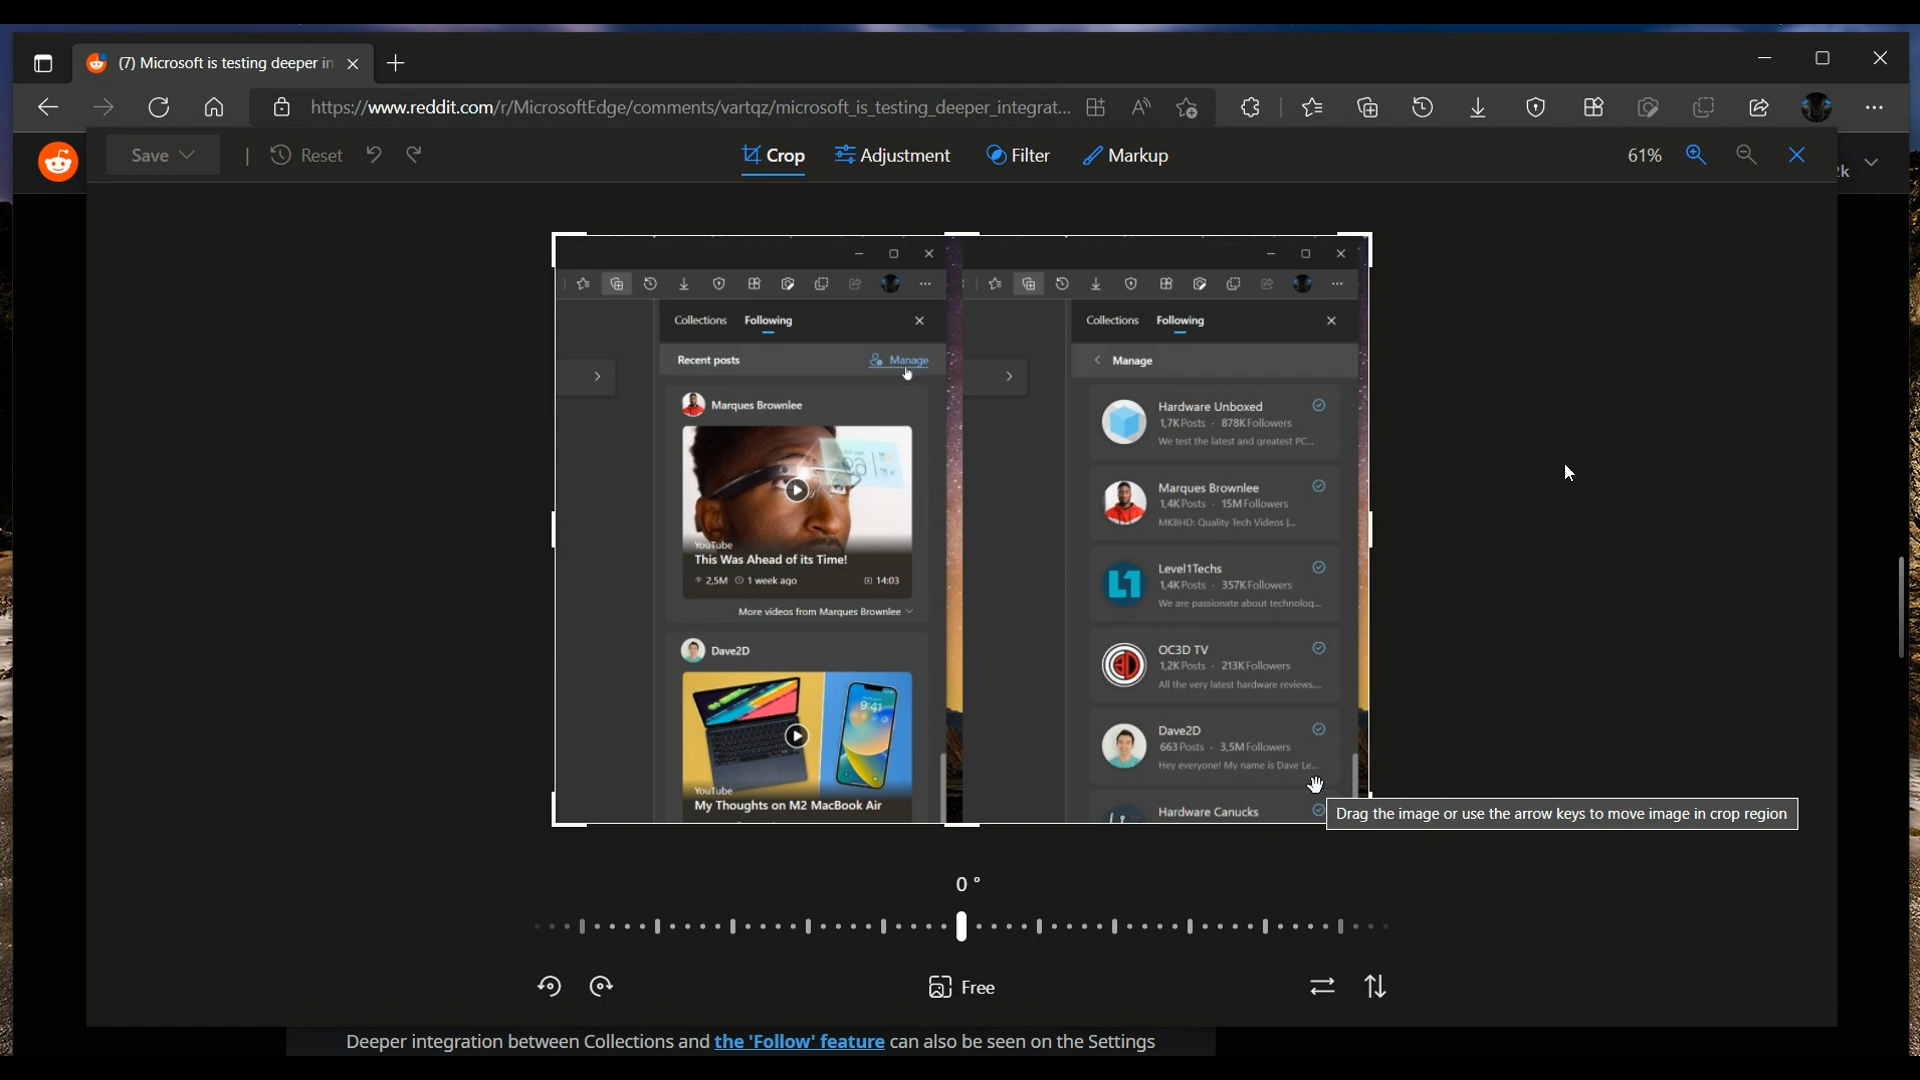 (7) Microsoft is testing deeper in
https://www.reddit.com/r/MicrosoftEdge/comments/vartqz/microsoft_is_testing_deeper_integrat...
Save
Reset
Crop
Adjustment
Filter
Markup
61%
k
Collections Following
Recent posts
Manage
Marques Brownlee
YouTube
This Was Ahead of its Time!
2,5M 1 week ago 14:03
More videos from Marques Brownlee
Dave2D
9:41
YouTube
My Thoughts on M2 MacBook Air
Collections Following
Manage
Hardware Unboxed
1,7K Posts · 878K Followers
We test the latest and greatest PC...
Marques Brownlee
1,4K Posts · 15M Followers
MKBHD: Quality Tech Videos |...
Level1Techs
1,4K Posts · 357K Followers
We are passionate about technolog...
OC3D TV
1,2K Posts · 213K Followers
All the very latest hardware reviews,...
Dave2D
663 Posts · 3,5M Followers
Hey everyone! My name is Dave Le...
Hardware Canucks
Drag the image or use the arrow keys to move image in crop region
0 °
Free
Deeper integration between Collections and the 'Follow' feature can also be seen on the Settings